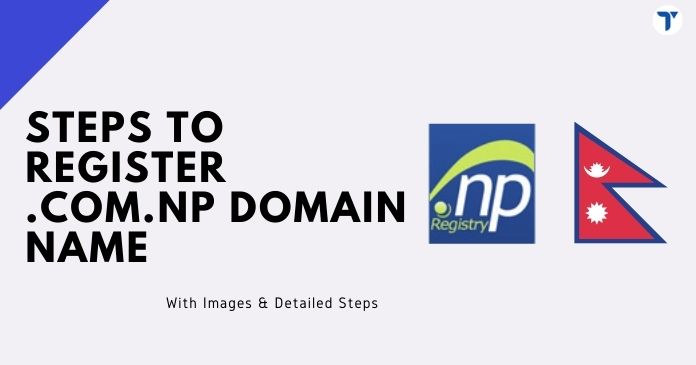 STEPS TO
REGISTER
.COM.NP DOMAIN
NAME
.np
Registry
With Images & Detailed Steps